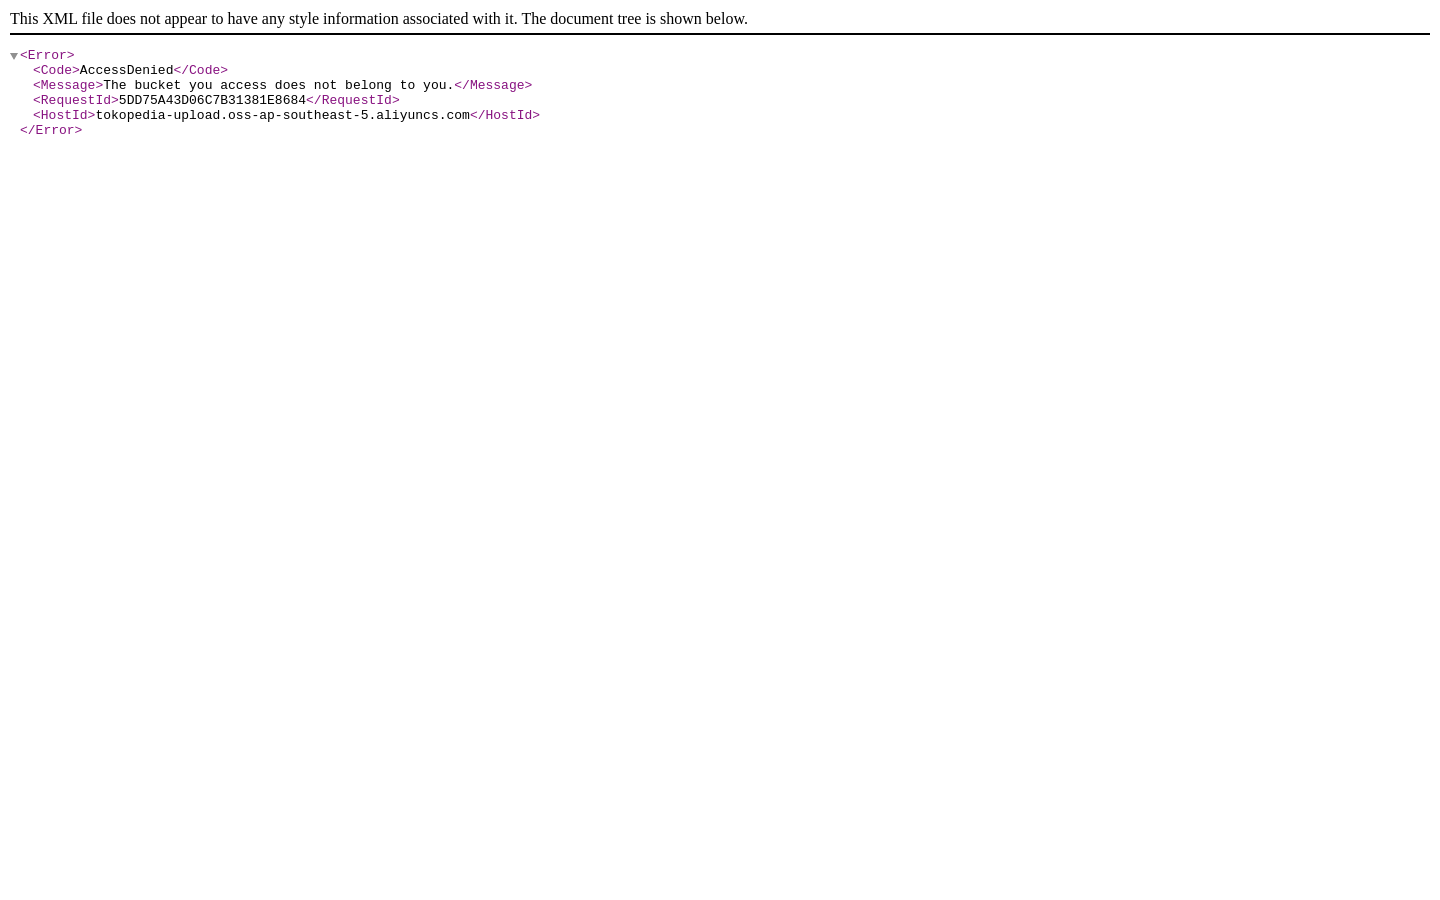 This XML file does not appear to have any style information associated with it. The document tree is shown below.
<Error>
<Code>AccessDenied</Code>
<Message>The bucket you access does not belong to you.</Message>
<RequestId>5DD75A43D06C7B31381E8684</RequestId>
<HostId>tokopedia-upload.oss-ap-southeast-5.aliyuncs.com</HostId>
</Error>